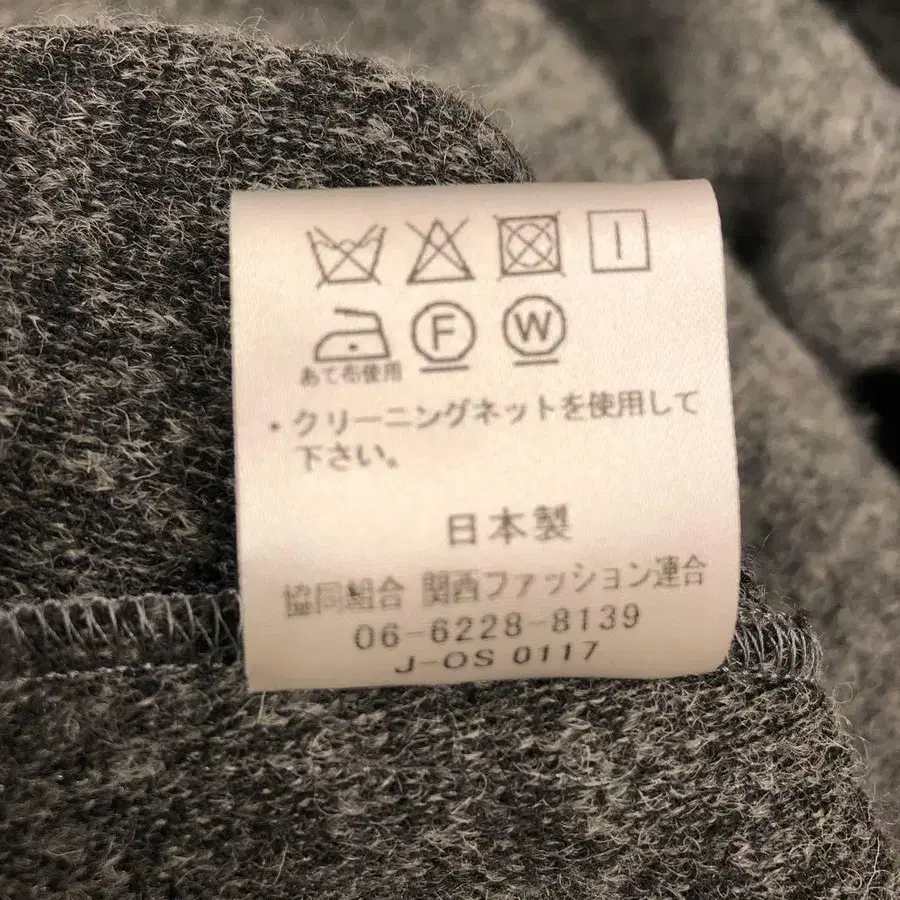 F W
あて布使用
・クリーニングネットを使用して
下さい。
日本製
協同組合 関西ファッション連合
06-6228-8139
J-OS 0117